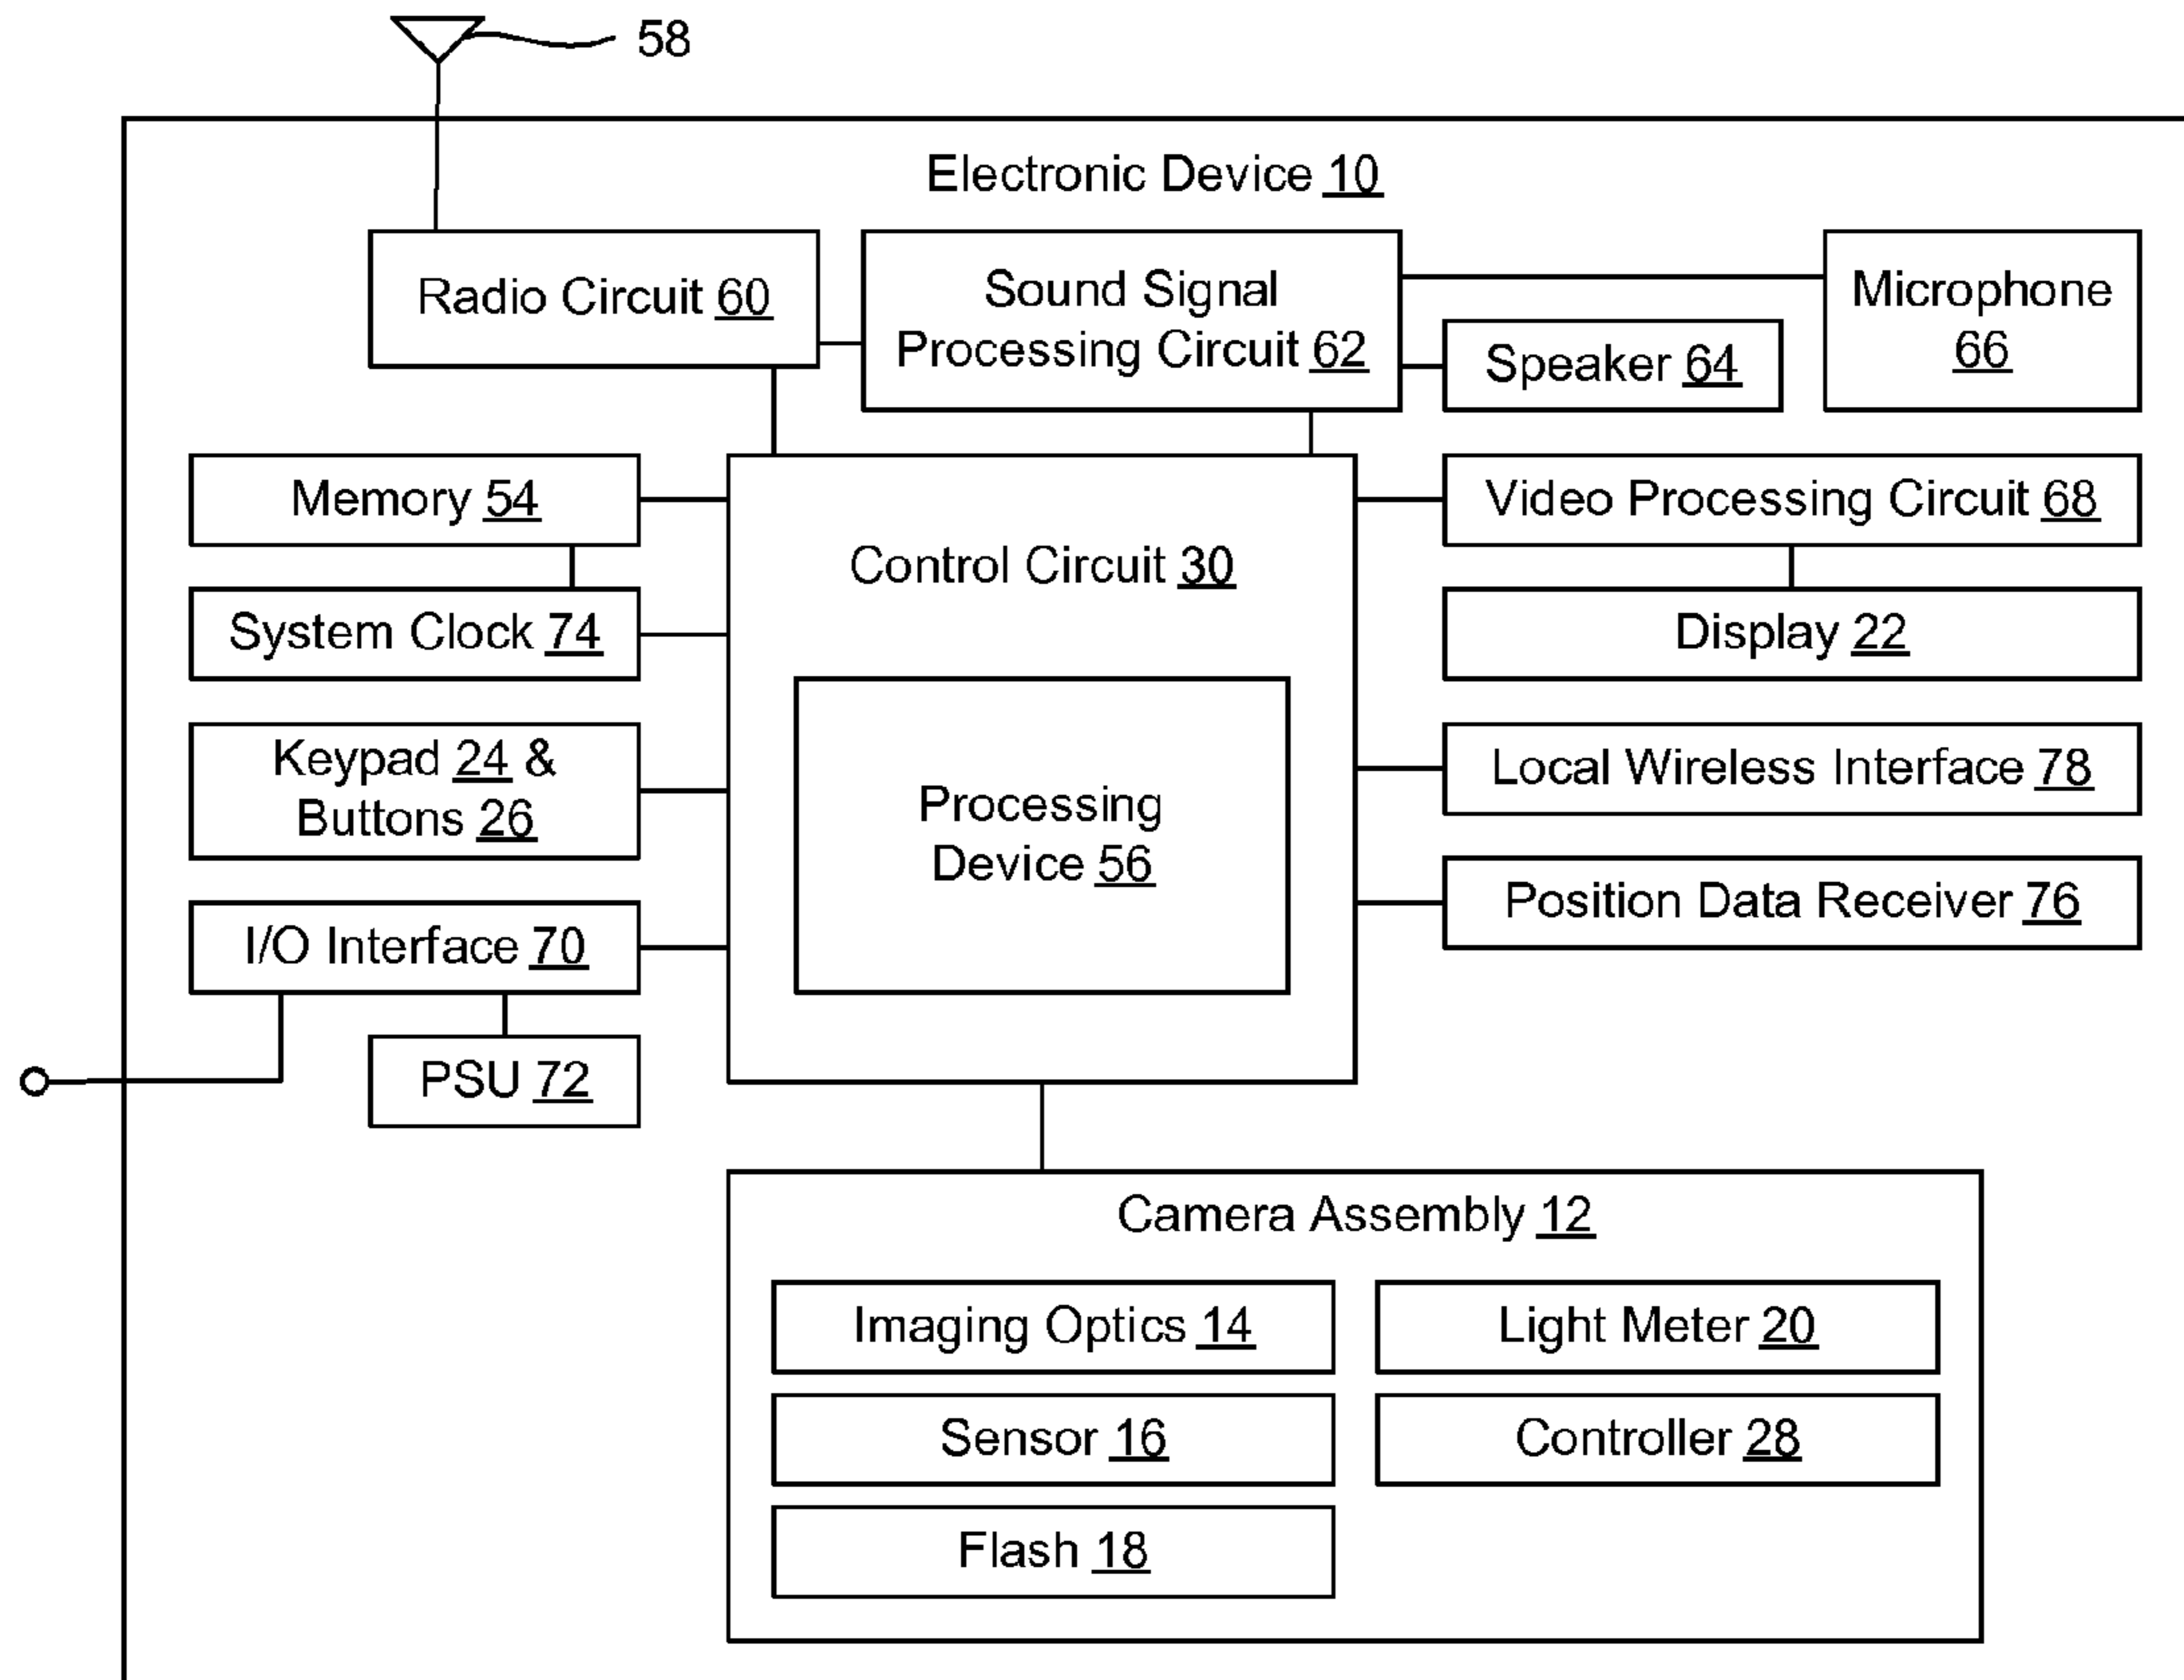 58
Electronic Device 10
Radio Circuit 60
Sound Signal
Processing Circuit 62
Microphone
66
Speaker 64
Memory 54
Control Circuit 30
Video Processing Circuit 68
System Clock 74
Display 22
Keypad 24 &
Buttons 26
Processing
Device 56
Local Wireless Interface 78
I/O Interface 70
Position Data Receiver 76
PSU 72
Camera Assembly 12
Imaging Optics 14
Light Meter 20
Sensor 16
Controller 28
Flash 18